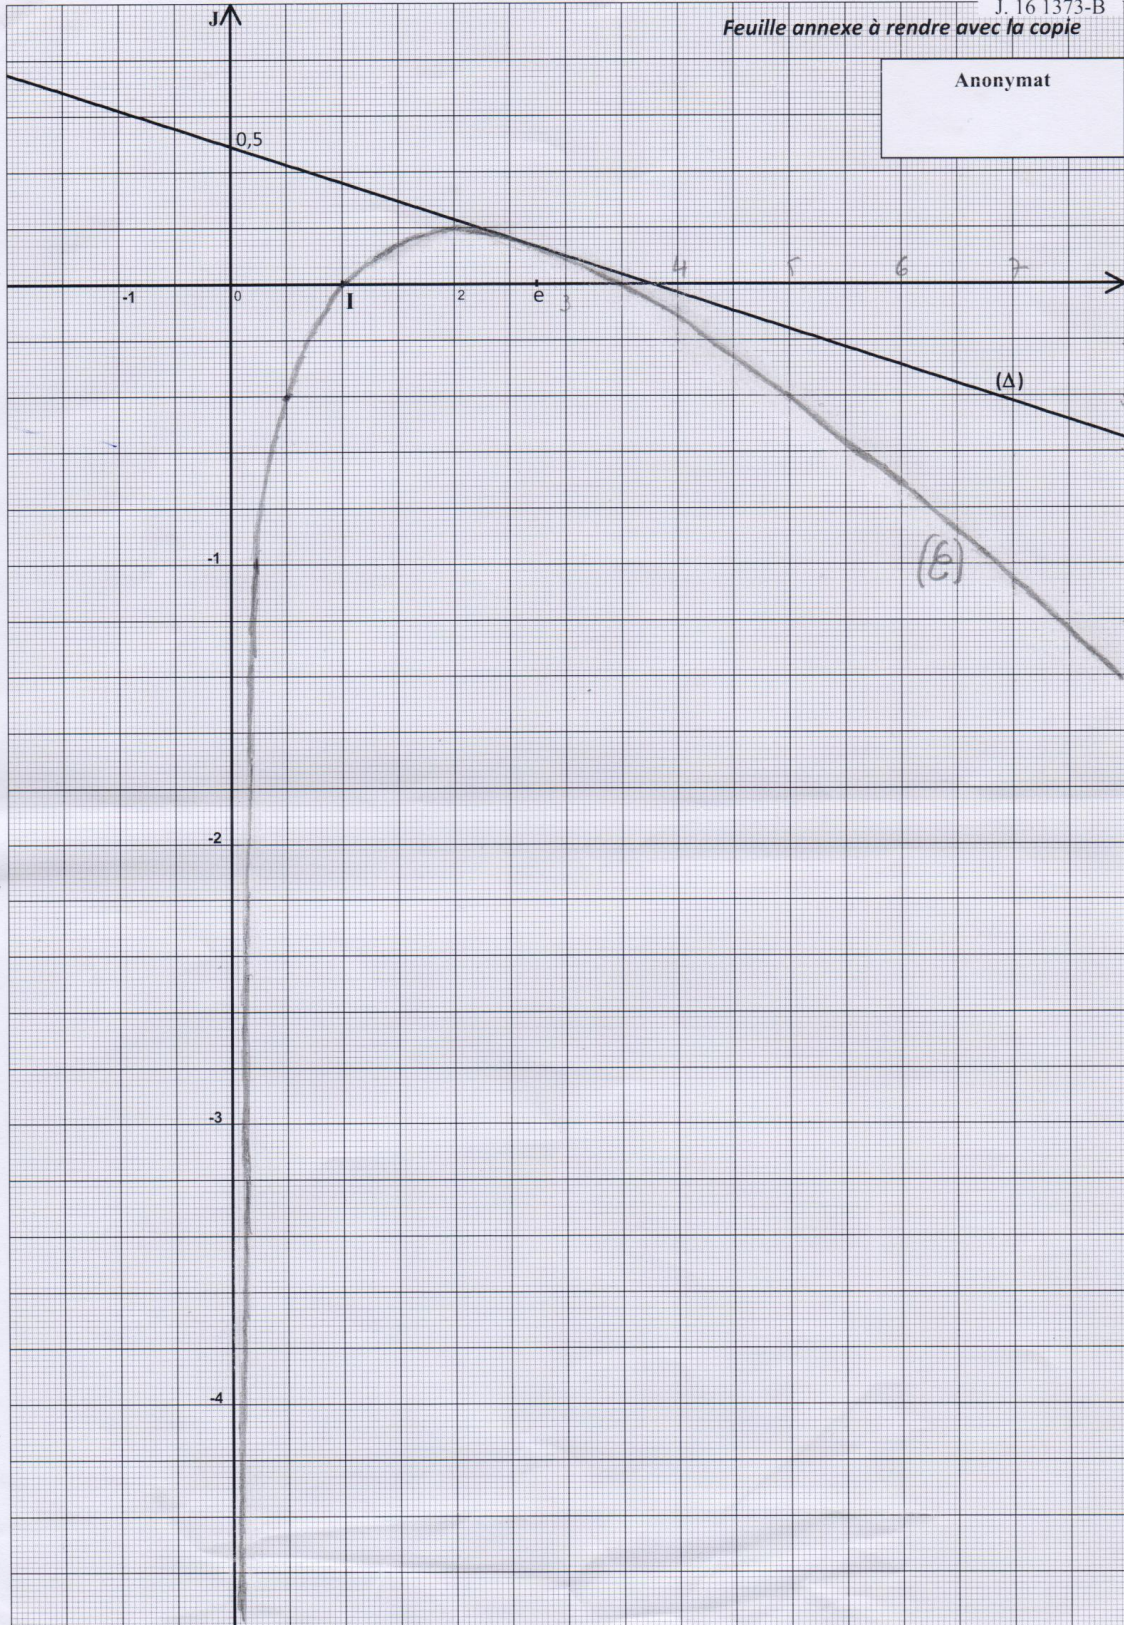 J. 16 1373-B
Feuille annexe à rendre avec la copie
Anonymat
J
0,5
4 5 6 7
-1 0 I 2 e 3
(Δ)
-1
(C)
-2
-3
-4